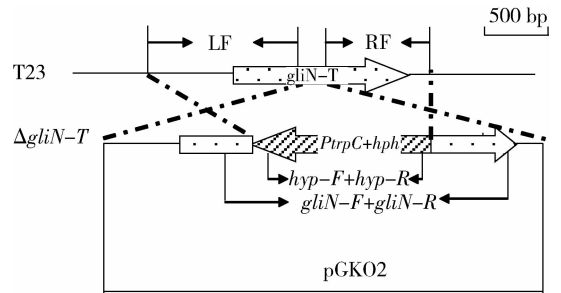 500 bp
LF
RF
T23
gliN-T
ΔgliN-T
PtrpC+hph
hyp-F+hyp-R
gliN-F+gliN-R
pGKO2